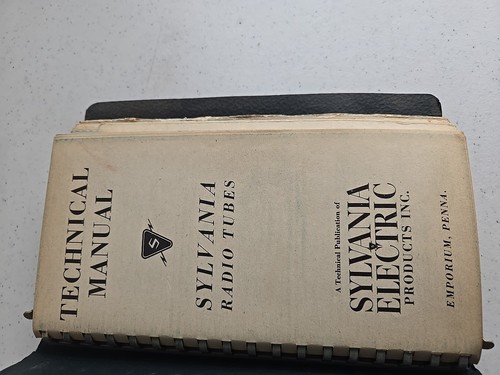 TECHNICAL
MANUAL
S
SYLVANIA
RADIO TUBES
A Technical Publication of
SYLVANIA
ELECTRIC
PRODUCTS INC.
EMPORIUM, PENNA.